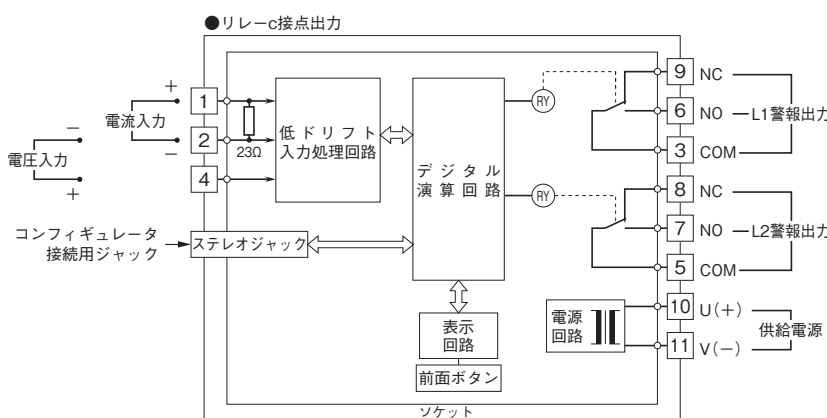 ●リレーc接点出力
+
1
電流入力
−
2
−
電圧入力
+
4
23Ω
低ドリフト
入力処理回路
デジタル
演算回路
RY
RY
9 NC
6 NO
L1警報出力
3 COM
8 NC
7 NO
L2警報出力
5 COM
10 U(+)
供給電源
11 V(−)
コンフィギュレータ
接続用ジャック
ステレオジャック
表示
回路
前面ボタン
電源
回路
ソケット